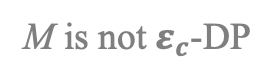 M is not ε_c-DP